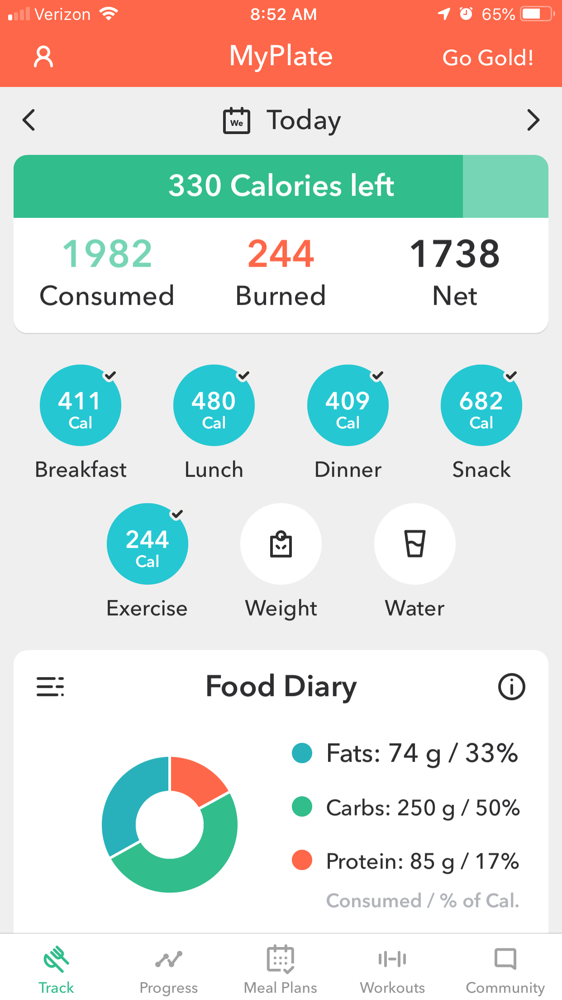 Verizon 8:52 AM 65%
MyPlate Go Gold!
We Today
330 Calories left
1982 244 1738
Consumed Burned Net
411 480 409 682
Cal Cal Cal Cal
Breakfast Lunch Dinner Snack
244
Cal
Exercise Weight Water
Food Diary
Fats: 74 g / 33%
Carbs: 250 g / 50%
Protein: 85 g / 17%
Consumed / % of Cal.
Track Progress Meal Plans Workouts Community